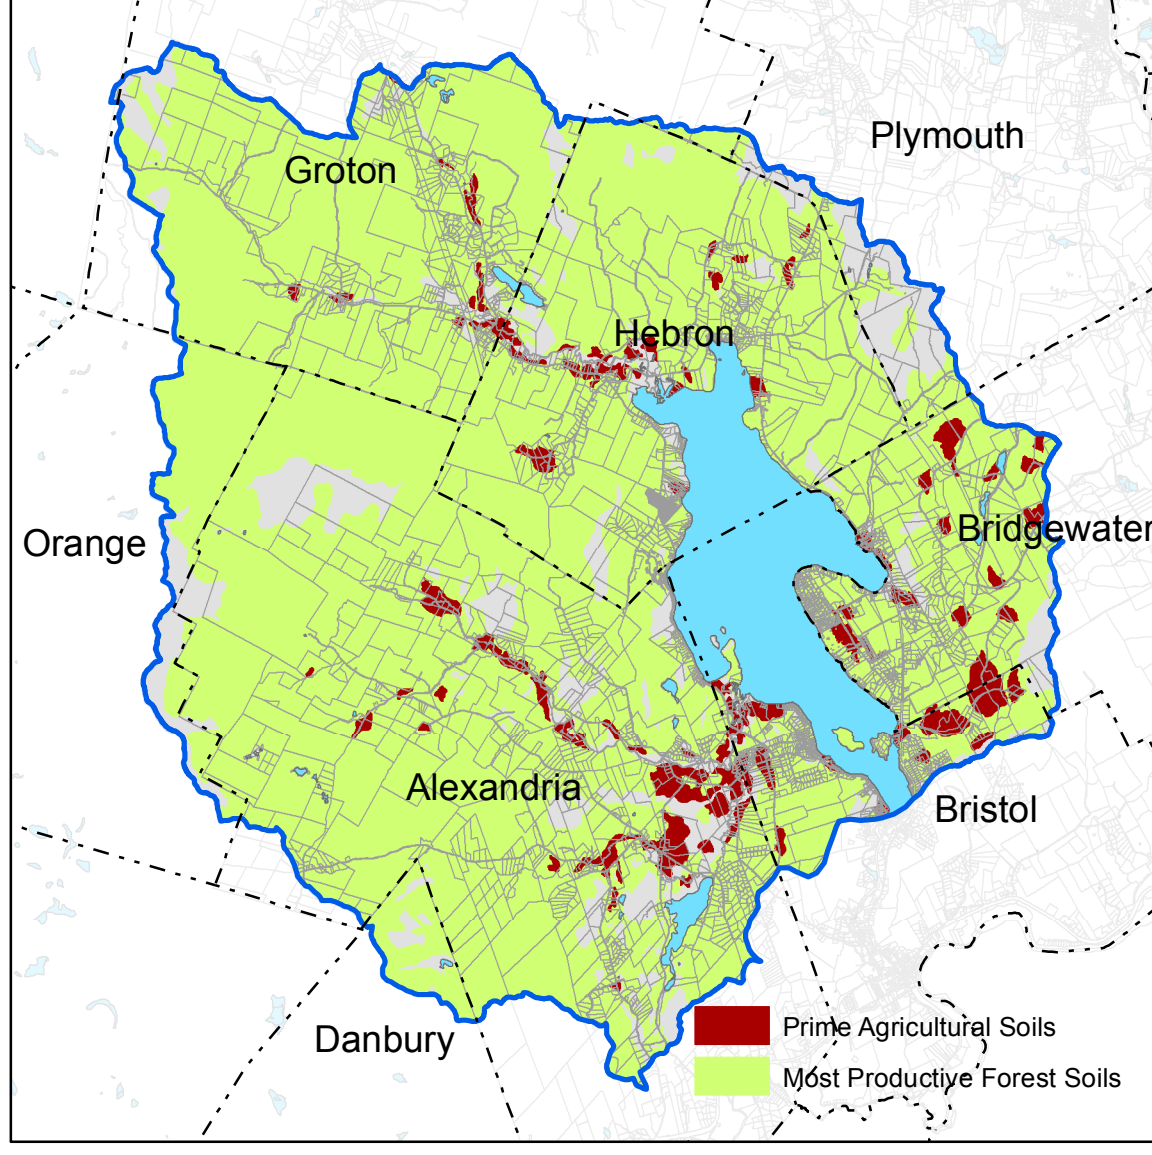 Plymouth
Groton
Hebron
Orange
Bridgewater
Alexandria
Bristol
Danbury
Prime Agricultural Soils
Most Productive Forest Soils